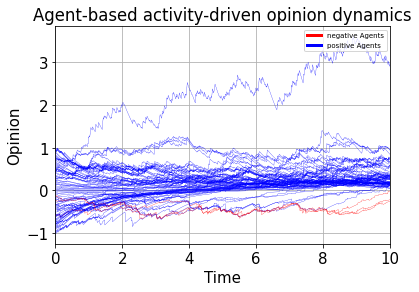 Agent-based activity-driven opinion dynamics
negative Agents
positive Agents
Opinion
3
2
1
0
−1
0 2 4 6 8 10
Time